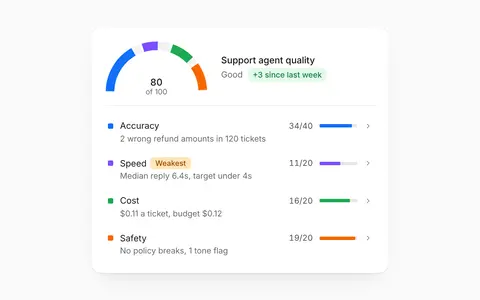 80
of 100
Support agent quality
Good +3 since last week
Accuracy 34/40
2 wrong refund amounts in 120 tickets
Speed Weakest 11/20
Median reply 6.4s, target under 4s
Cost 16/20
$0.11 a ticket, budget $0.12
Safety 19/20
No policy breaks, 1 tone flag